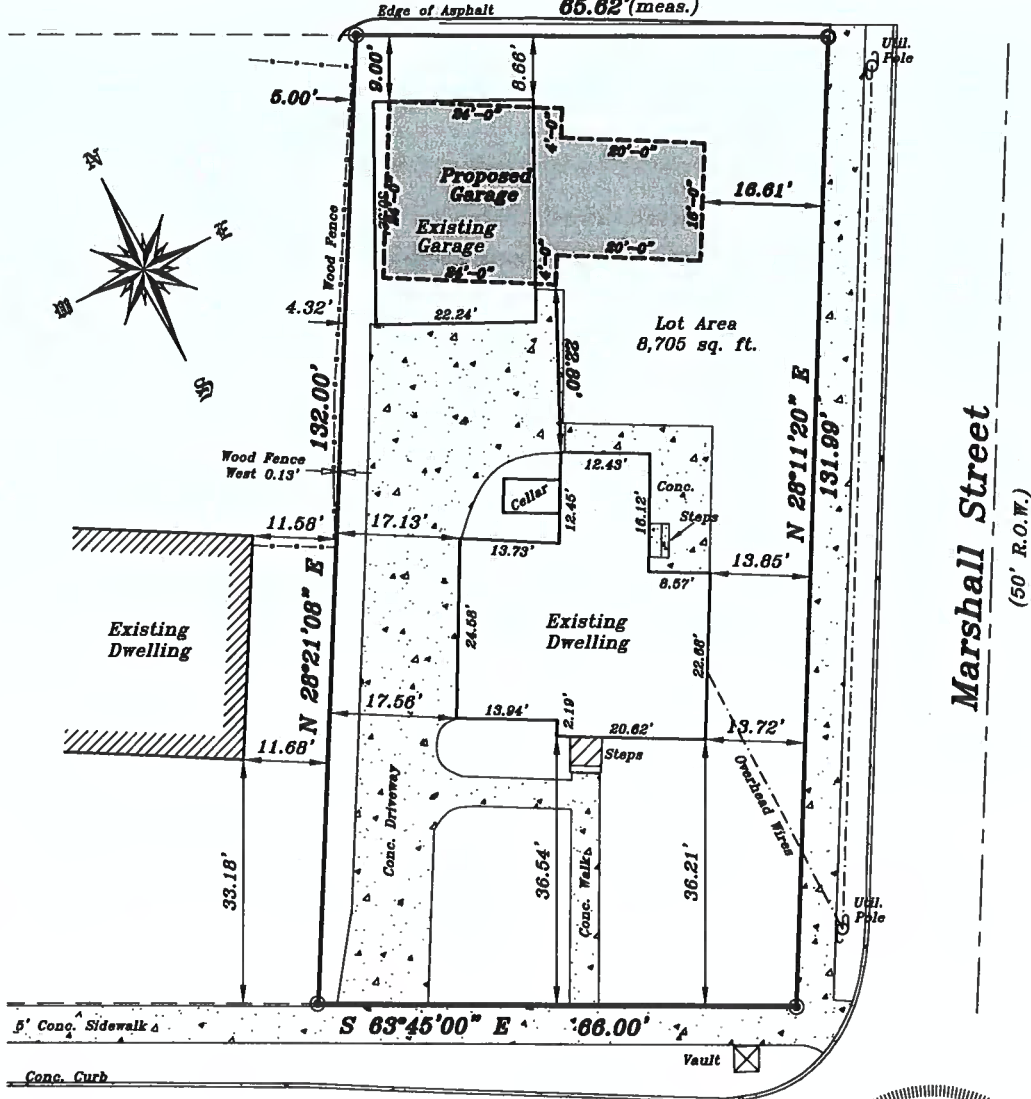 Edge of Asphalt
65.62'(meas.)
Util.
Pole
9.00'
8.66'
5.00'
24'-0"
4'-0"
20'-0"
Proposed
Garage
16.61'
16'-0"
24'-0"
N
E
W
S
Wood Fence
Existing
Garage
20'-0"
24'-0"
4'-0"
4.32'
22.24'
Lot Area
8,705 sq. ft.
22.60'
132.00'
N 28°11'20" E
131.99'
Marshall Street
(50' R.O.W.)
Wood Fence
West 0.13'
12.43'
Cellar
12.45'
16.12'
Conc.
Steps
11.58'
17.13'
13.73'
8.57'
13.85'
Existing
Dwelling
N 28°21'08" E
24.58'
Existing
Dwelling
22.68'
17.56'
13.94'
2.19'
20.62'
13.72'
11.68'
Steps
Conc. Driveway
Overhead Wires
33.18'
36.54'
Conc. Walk
36.21'
Util.
Pole
5' Conc. Sidewalk
S 63°45'00" E
66.00'
Vault
Conc. Curb